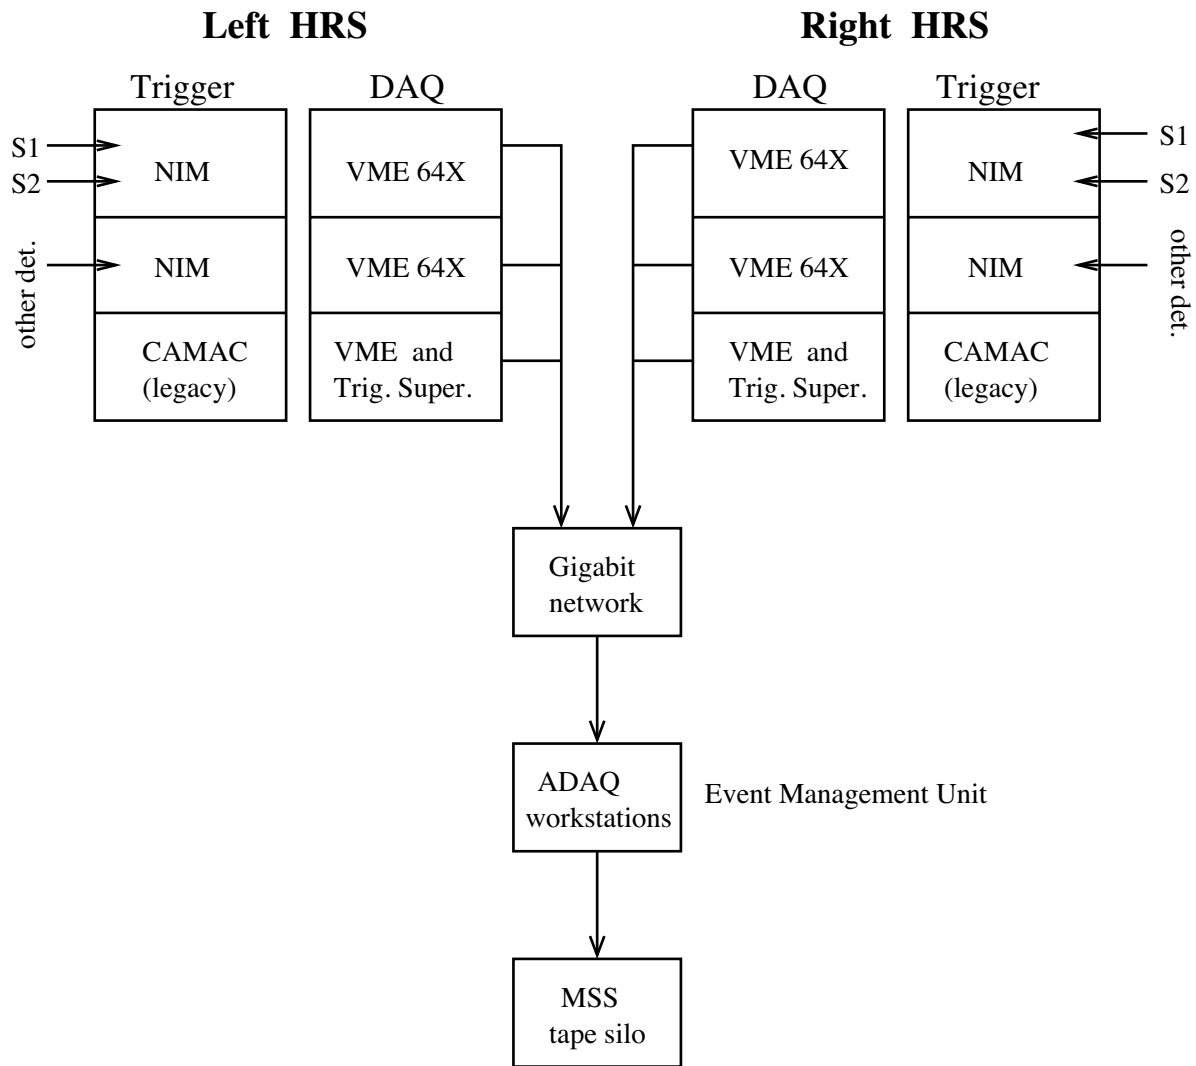 Left HRS
Right HRS
Trigger
DAQ
DAQ
Trigger
S1
S2
other det.
NIM
NIM
CAMAC
(legacy)
VME 64X
VME 64X
VME and
Trig. Super.
VME 64X
VME 64X
VME and
Trig. Super.
NIM
NIM
CAMAC
(legacy)
S1
S2
other det.
Gigabit
network
ADAQ
workstations
Event Management Unit
MSS
tape silo